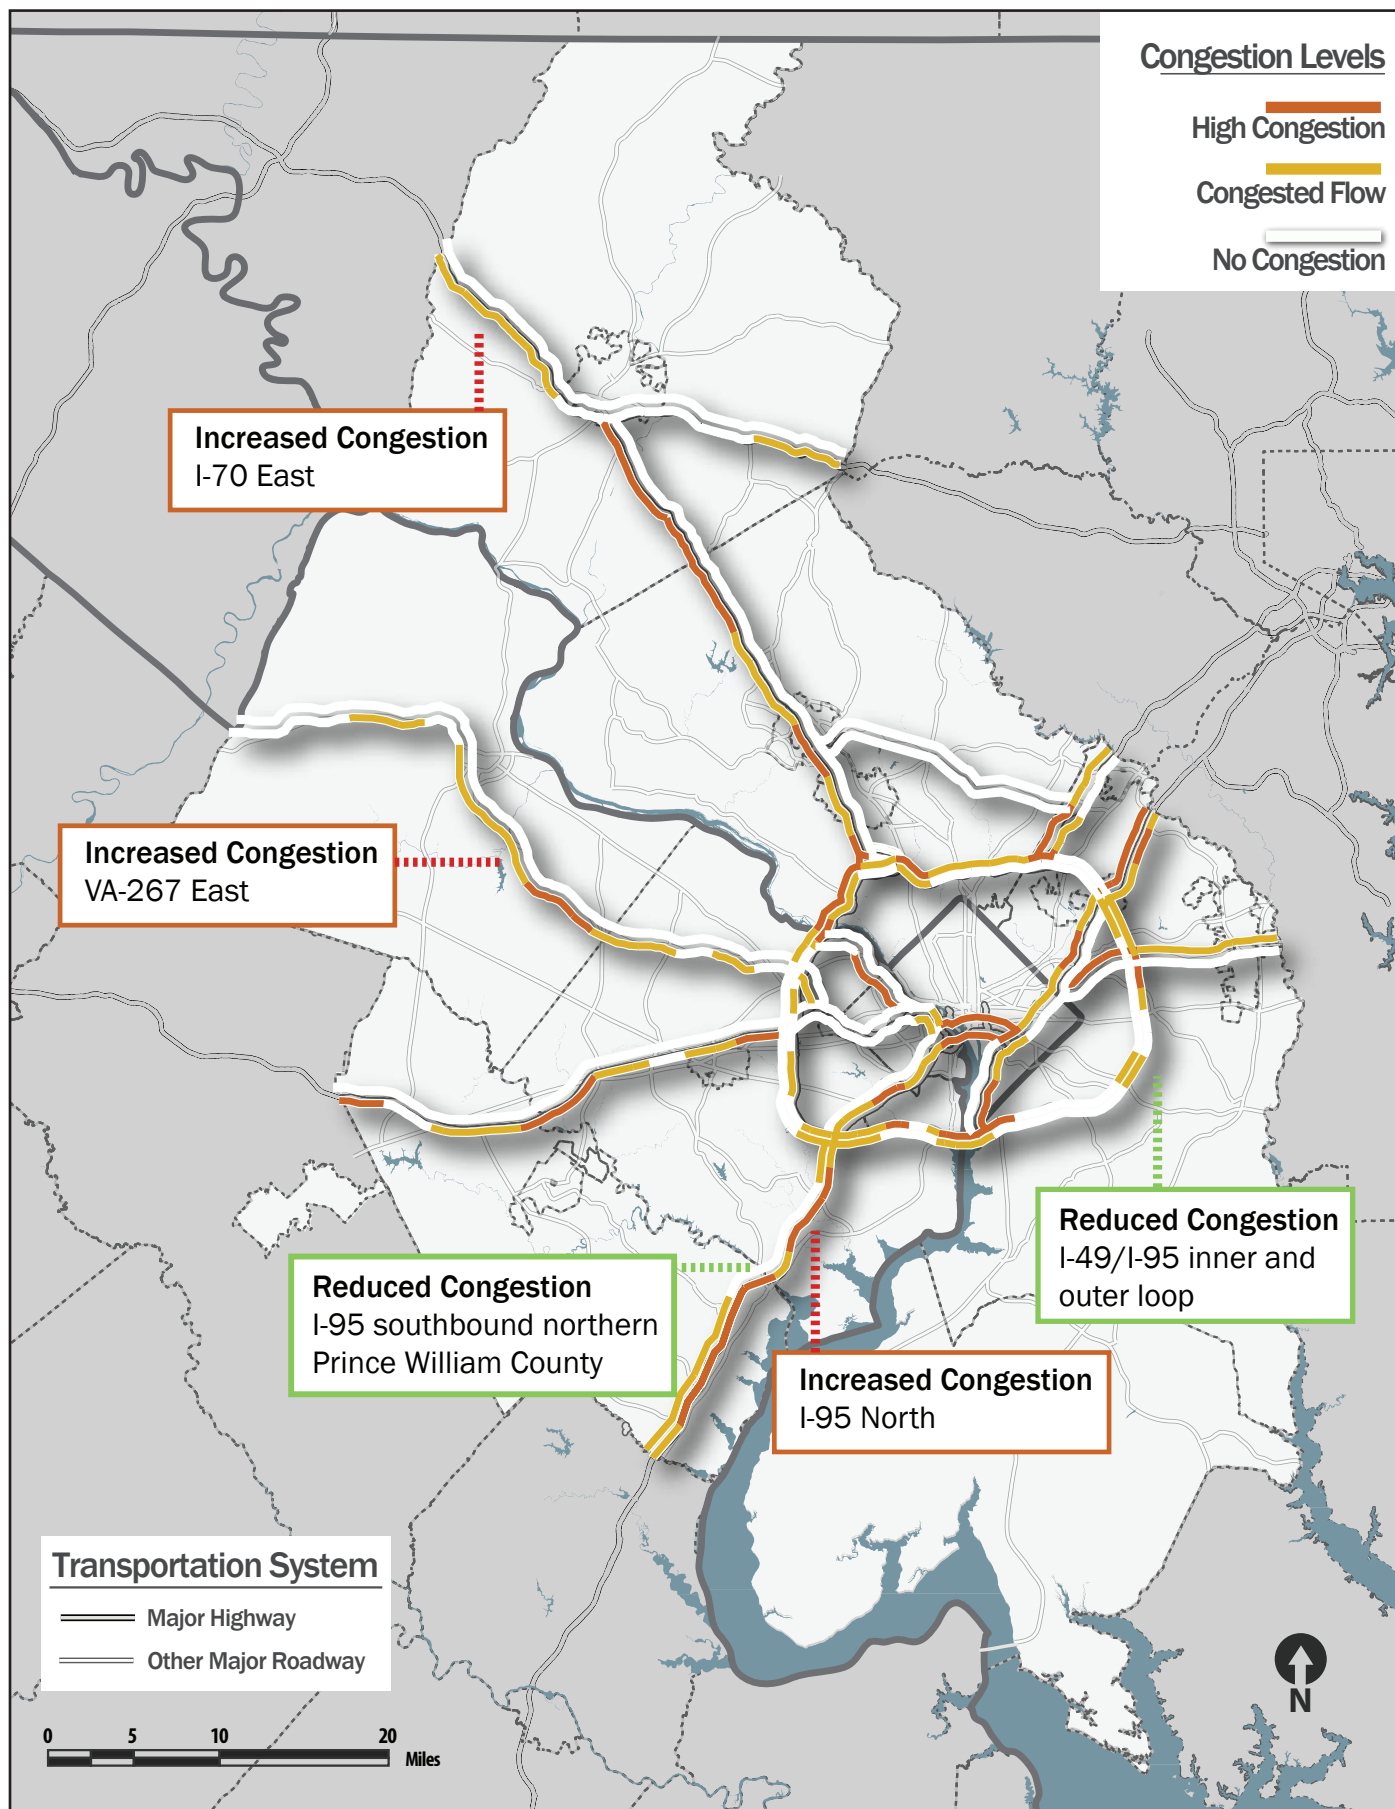 Congestion Levels
High Congestion
Congested Flow
No Congestion
Increased Congestion
I-70 East
Increased Congestion
VA-267 East
Reduced Congestion
I-49/I-95 inner and
outer loop
Reduced Congestion
I-95 southbound northern
Prince William County
Increased Congestion
I-95 North
Transportation System
Major Highway
Other Major Roadway
0 5 10 20
Miles
N